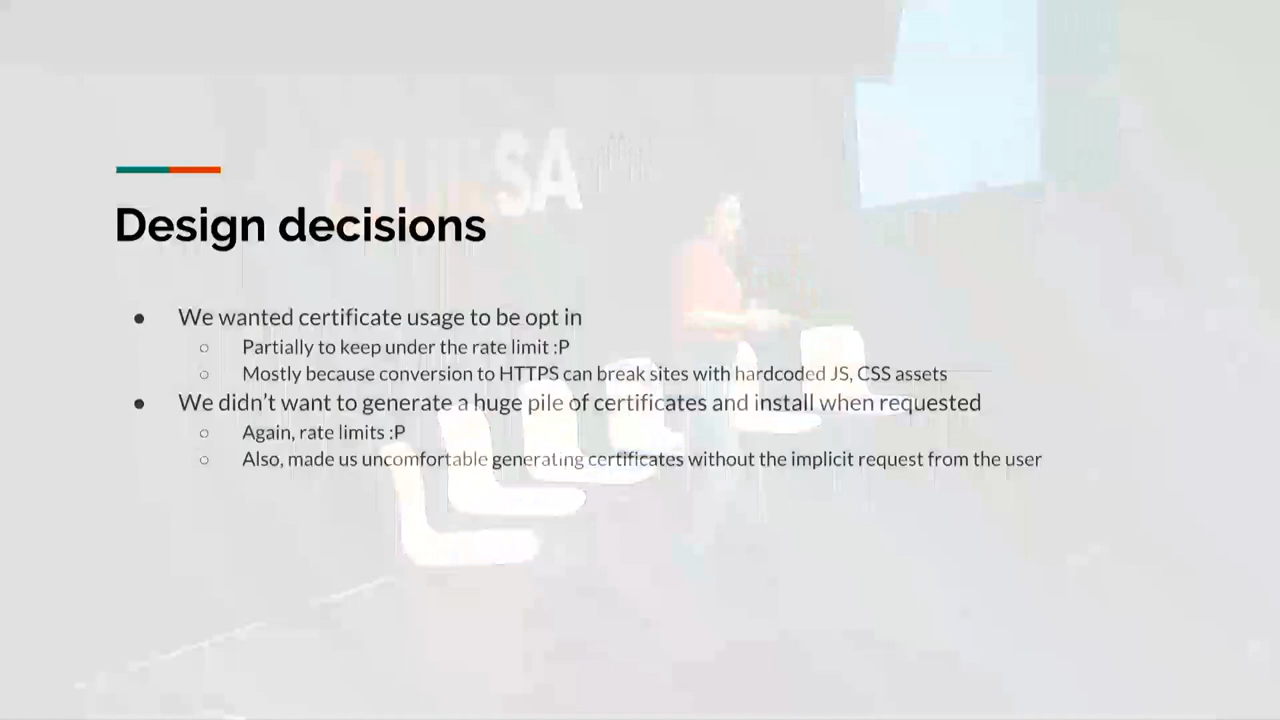 SA
Design decisions
● We wanted certificate usage to be opt in
○ Partially to keep under the rate limit :P
○ Mostly because conversion to HTTPS can break sites with hardcoded JS, CSS assets
● We didn't want to generate a huge pile of certificates and install when requested
○ Again, rate limits :P
○ Also, made us uncomfortable generating certificates without the implicit request from the user